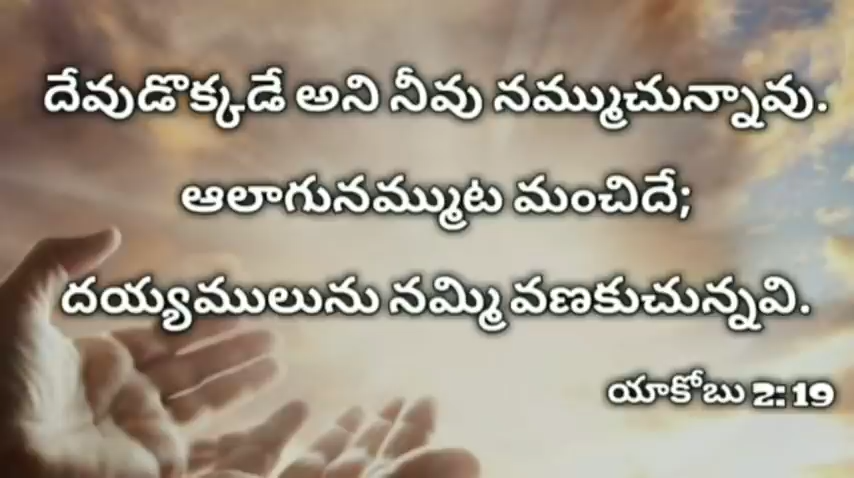 దేవుడొక్కడే అని నీవు నమ్ముచున్నావు.
ఆలాగునమ్ముట మంచిదే;
దయ్యములును నమ్మి వణకుచున్నవి.
యాకోబు 2:19